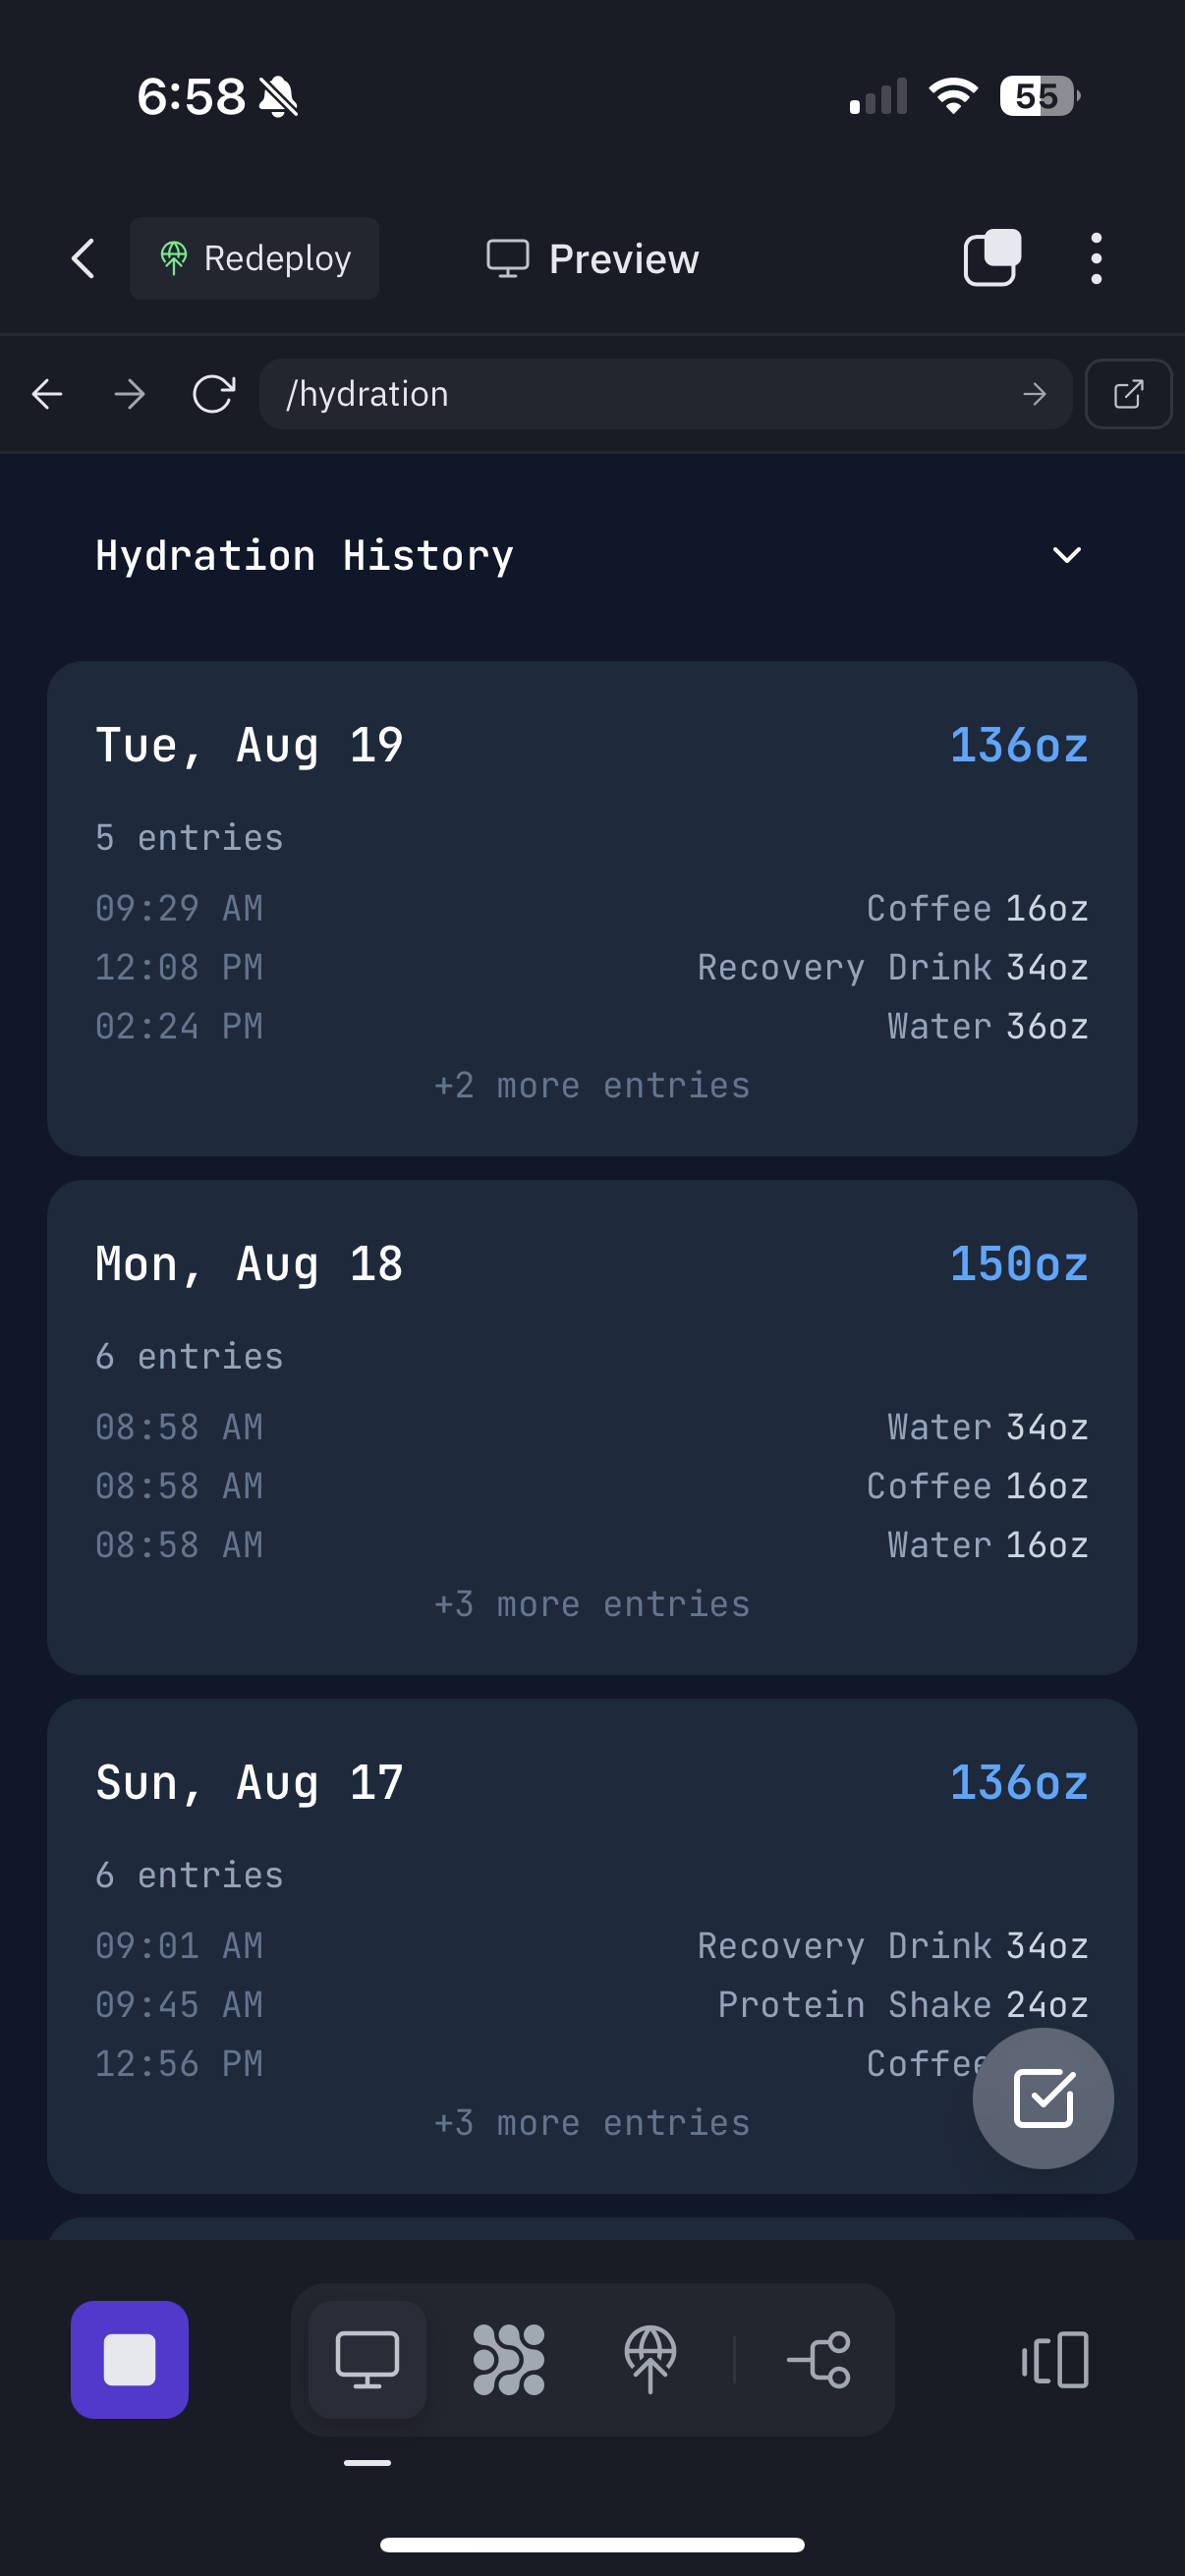 6:58
55
Redeploy
Preview
/hydration
Hydration History
Tue, Aug 19 136oz
5 entries
09:29 AM Coffee 16oz
12:08 PM Recovery Drink 34oz
02:24 PM Water 36oz
+2 more entries
Mon, Aug 18 150oz
6 entries
08:58 AM Water 34oz
08:58 AM Coffee 16oz
08:58 AM Water 16oz
+3 more entries
Sun, Aug 17 136oz
6 entries
09:01 AM Recovery Drink 34oz
09:45 AM Protein Shake 24oz
12:56 PM Coffee
+3 more entries